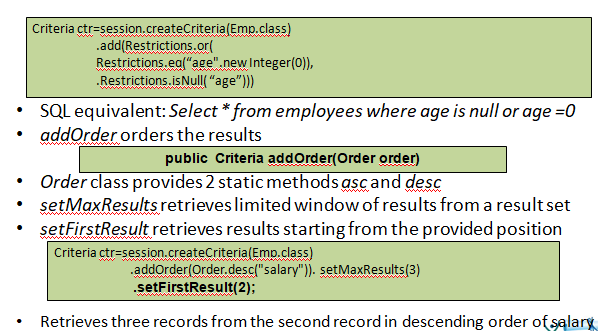 Criteria ctr=session.createCriteria(Emp.class)
.add(Restrictions.or(
Restrictions.eq(“age".new Integer(0)),
.Restrictions.isNull( “age”)))
• SQL equivalent: Select * from employees where age is null or age =0
• addOrder orders the results
public Criteria addOrder(Order order)
• Order class provides 2 static methods asc and desc
• setMaxResults retrieves limited window of results from a result set
• setFirstResult retrieves results starting from the provided position
Criteria ctr=session.createCriteria(Emp.class)
.addOrder(Order.desc("salary")). setMaxResults(3)
.setFirstResult(2);
• Retrieves three records from the second record in descending order of salary